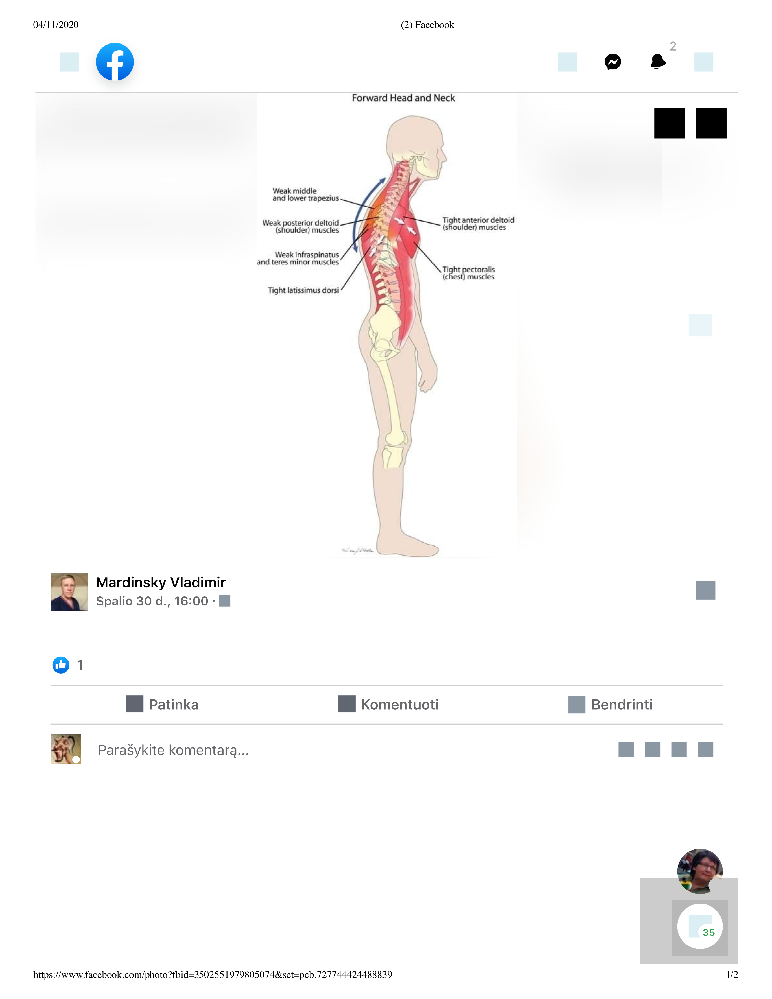 04/11/2020
(2) Facebook
2
Forward Head and Neck
Weak middle
and lower trapezius
Weak posterior deltoid
(shoulder) muscles
Weak infraspinatus
and teres minor muscles
Tight latissimus dorsi
Tight anterior deltoid
(shoulder) muscles
Tight pectoralis
(chest) muscles
Mardinsky Vladimir
Spalio 30 d., 16:00 ·
1
Patinka
Komentuoti
Bendrinti
Parašykite komentarą...
35
https://www.facebook.com/photo?fbid=3502551979805074&set=pcb.727744424488839
1/2